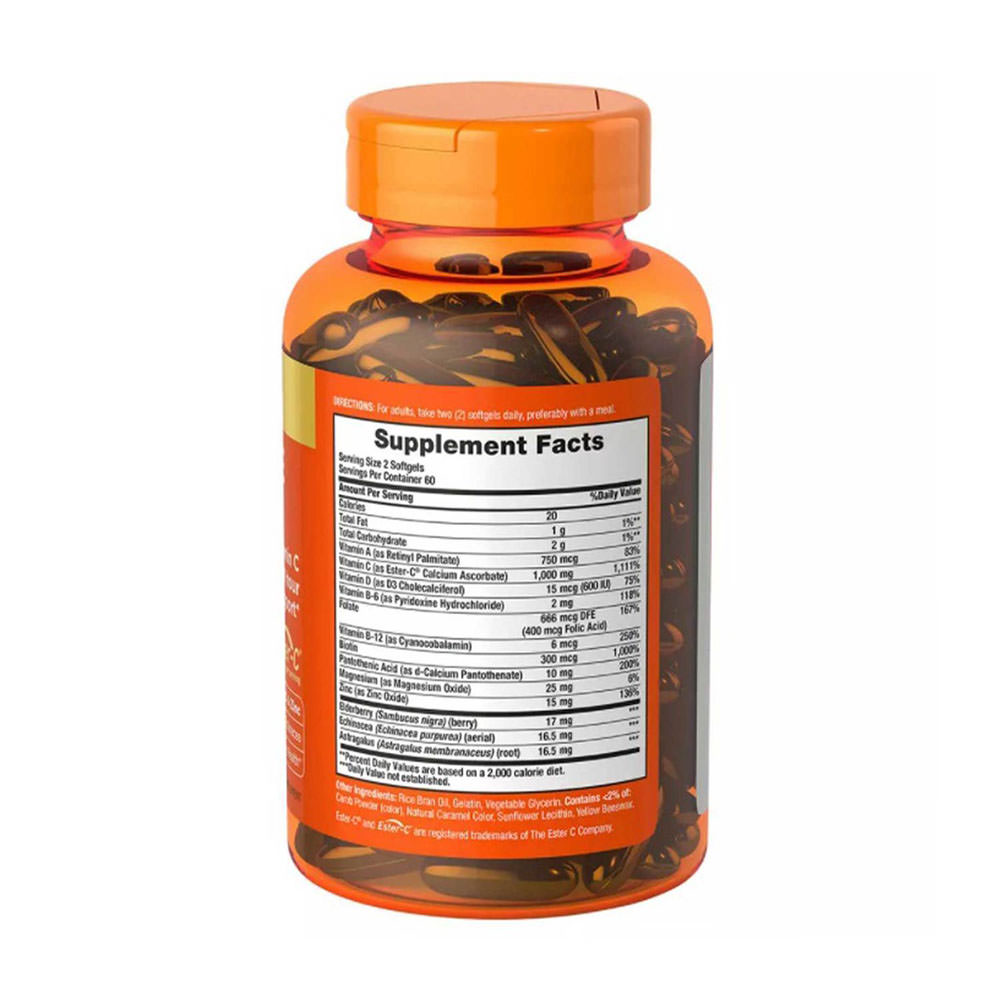 DIRECTIONS: For adults, take two (2) softgels daily, preferably with a meal.
Supplement Facts
Serving Size 2 Softgels
Servings Per Container 60
Amount Per Serving %Daily Value
Calories 20
Total Fat 1 g 1%**
Total Carbohydrate 2 g 1%**
Vitamin A (as Retinyl Palmitate) 750 mcg 83%
Vitamin C (as Ester-C® Calcium Ascorbate) 1,000 mg 1,111%
Vitamin D (as D3 Cholecalciferol) 15 mcg (600 IU) 75%
Vitamin B-6 (as Pyridoxine Hydrochloride) 2 mg 118%
Folate 666 mcg DFE 167%
(400 mcg Folic Acid)
Vitamin B-12 (as Cyanocobalamin) 6 mcg 250%
Biotin 300 mcg 1,000%
Pantothenic Acid (as d-Calcium Pantothenate) 10 mg 200%
Magnesium (as Magnesium Oxide) 25 mg 6%
Zinc (as Zinc Oxide) 15 mg 136%
Elderberry (Sambucus nigra) (berry) 17 mg ***
Echinacea (Echinacea purpurea) (aerial) 16.5 mg ***
Astragalus (Astragalus membranaceus) (root) 16.5 mg ***
**Percent Daily Values are based on a 2,000 calorie diet.
***Daily Value not established.
Other Ingredients: Rice Bran Oil, Gelatin, Vegetable Glycerin. Contains <2% of:
Carob Powder (color), Natural Caramel Color, Sunflower Lecithin, Yellow Beeswax.
Ester-C® and Ester-C® are registered trademarks of The Ester C Company.
C
Zinc